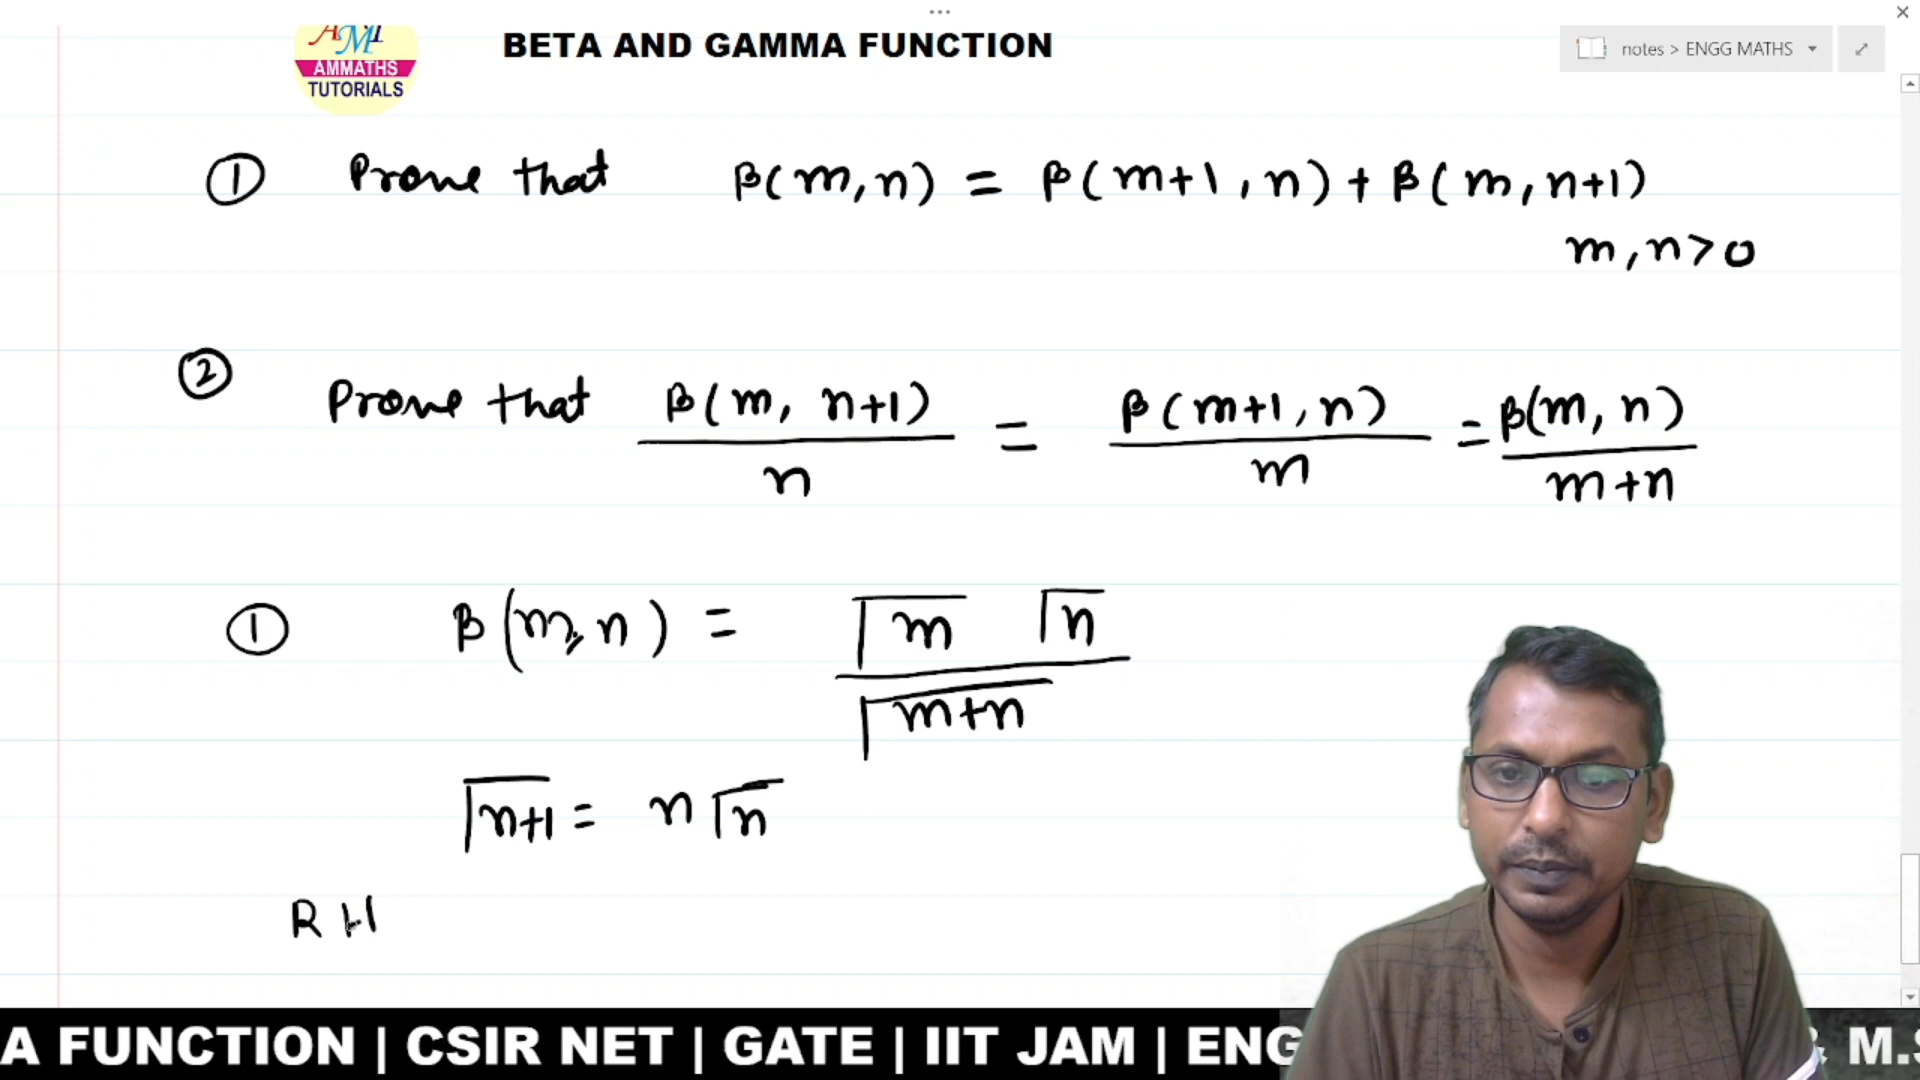 AMT
AMMATHS
TUTORIALS
BETA AND GAMMA FUNCTION
notes > ENGG MATHS
① Prove that β(m,n) = β(m+1,n) + β(m,n+1)
m,n>0
② Prove that β(m, n+1)/n = β(m+1,n)/m = β(m,n)/m+n
① β(m,n) = Γm Γn / Γm+n
Γn+1 = n Γn
R H
A FUNCTION | CSIR NET | GATE | IIT JAM | ENG & M.S